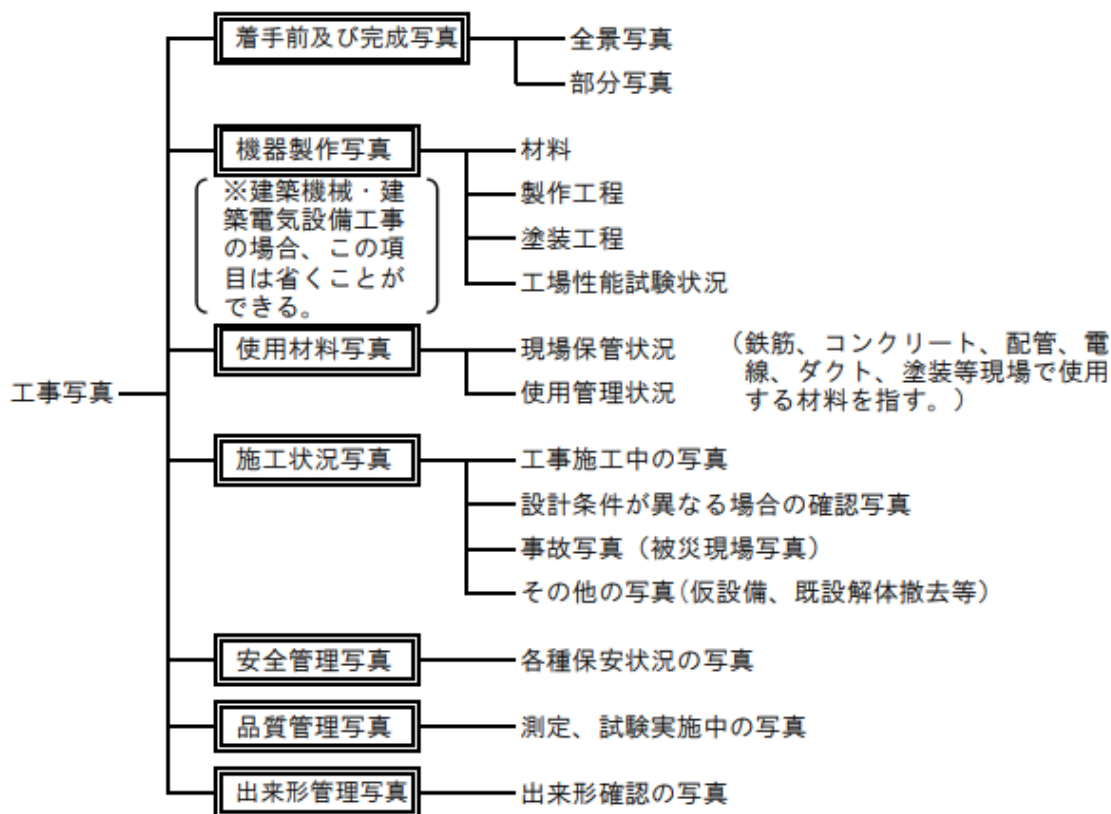 着手前及び完成写真
全景写真
部分写真
機器製作写真
材料
※建築機械・建
築電気設備工事
の場合、この項
目は省くことが
できる。
製作工程
塗装工程
工場性能試験状況
使用材料写真
現場保管状況
(鉄筋、コンクリート、配管、電
線、ダクト、塗装等現場で使用
する材料を指す。)
使用管理状況
工事写真
施工状況写真
工事施工中の写真
設計条件が異なる場合の確認写真
事故写真(被災現場写真)
その他の写真(仮設備、既設解体撤去等)
安全管理写真
各種保安状況の写真
品質管理写真
測定、試験実施中の写真
出来形管理写真
出来形確認の写真